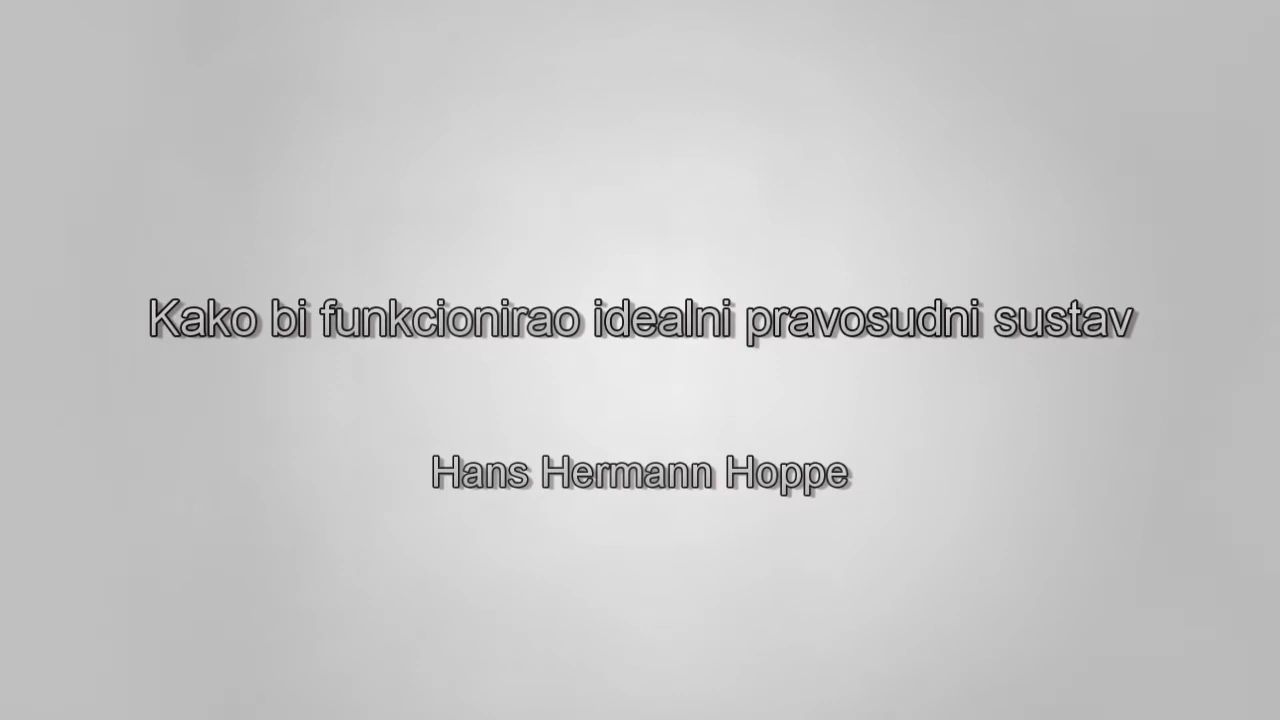 Kako bi funkcionirao idealni pravosudni sustav
Hans Hermann Hoppe